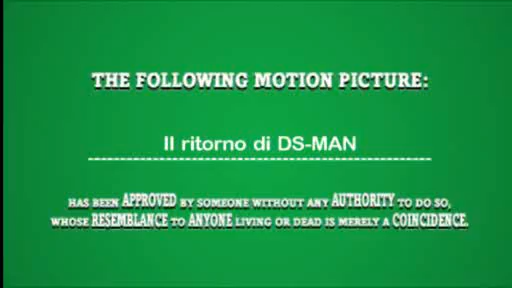 THE FOLLOWING MOTION PICTURE:
Il ritorno di DS-MAN
HAS BEEN APPROVED BY SOMEONE WITHOUT ANY AUTHORITY TO DO SO,
WHOSE RESEMBLANCE TO ANYONE LIVING OR DEAD IS MERELY A COINCIDENCE.